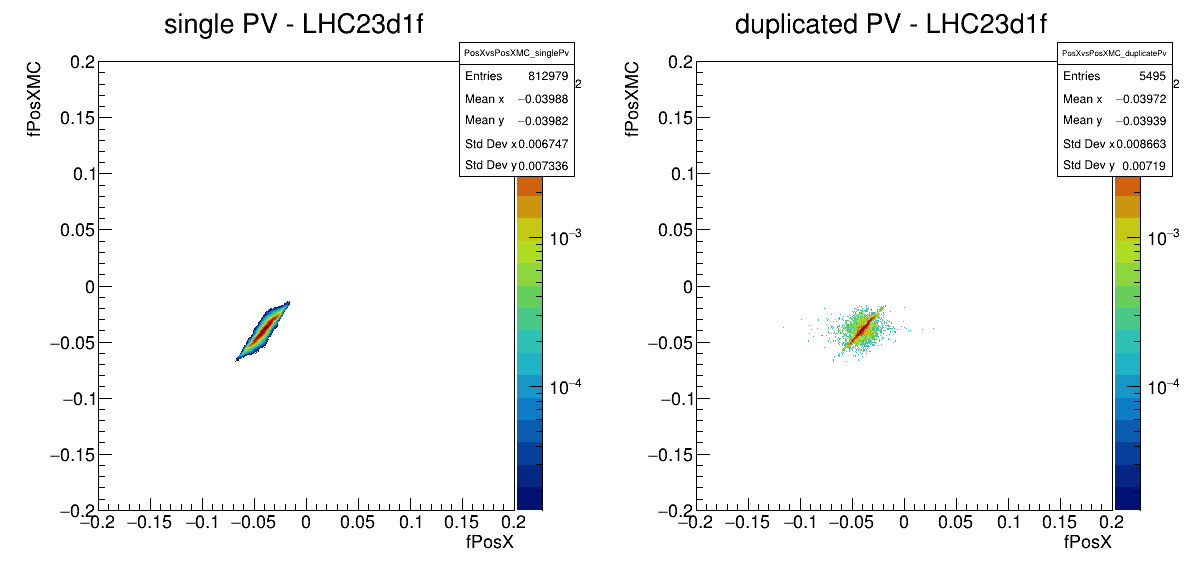 single PV - LHC23d1f
PosXvsPosXMC_singlePv
Entries 812979
Mean x −0.03988
Mean y −0.03982
Std Dev x 0.006747
Std Dev y 0.007336
fPosXMC
0.2
0.15
0.1
0.05
0
−0.05
−0.1
−0.15
−0.2
−0.2 −0.15 −0.1 −0.05 0 0.05 0.1 0.15 0.2
fPosX
2
10−3
10−4
duplicated PV - LHC23d1f
PosXvsPosXMC_duplicatePv
Entries 5495
Mean x −0.03972
Mean y −0.03939
Std Dev x 0.008663
Std Dev y 0.00719
fPosXMC
0.2
0.15
0.1
0.05
0
−0.05
−0.1
−0.15
−0.2
−0.2 −0.15 −0.1 −0.05 0 0.05 0.1 0.15 0.2
fPosX
2
10−3
10−4